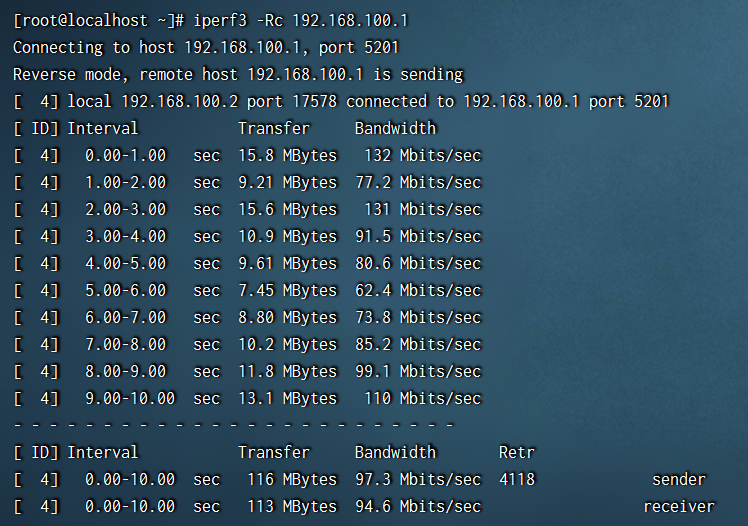 [root@localhost ~]# iperf3 -Rc 192.168.100.1
Connecting to host 192.168.100.1, port 5201
Reverse mode, remote host 192.168.100.1 is sending
[  4] local 192.168.100.2 port 17578 connected to 192.168.100.1 port 5201
[ ID] Interval           Transfer     Bandwidth
[  4]   0.00-1.00   sec  15.8 MBytes   132 Mbits/sec
[  4]   1.00-2.00   sec  9.21 MBytes  77.2 Mbits/sec
[  4]   2.00-3.00   sec  15.6 MBytes   131 Mbits/sec
[  4]   3.00-4.00   sec  10.9 MBytes  91.5 Mbits/sec
[  4]   4.00-5.00   sec  9.61 MBytes  80.6 Mbits/sec
[  4]   5.00-6.00   sec  7.45 MBytes  62.4 Mbits/sec
[  4]   6.00-7.00   sec  8.80 MBytes  73.8 Mbits/sec
[  4]   7.00-8.00   sec  10.2 MBytes  85.2 Mbits/sec
[  4]   8.00-9.00   sec  11.8 MBytes  99.1 Mbits/sec
[  4]   9.00-10.00  sec  13.1 MBytes   110 Mbits/sec
- - - - - - - - - - - - - - - - - - - - - - - - -
[ ID] Interval           Transfer     Bandwidth       Retr
[  4]   0.00-10.00  sec   116 MBytes  97.3 Mbits/sec  4118             sender
[  4]   0.00-10.00  sec   113 MBytes  94.6 Mbits/sec                  receiver